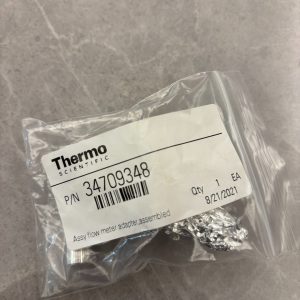 Thermo
SCIENTIFIC
P/N 34709348
Assy flow meter adapter, assembled
Qty 1 EA
8/21/2021